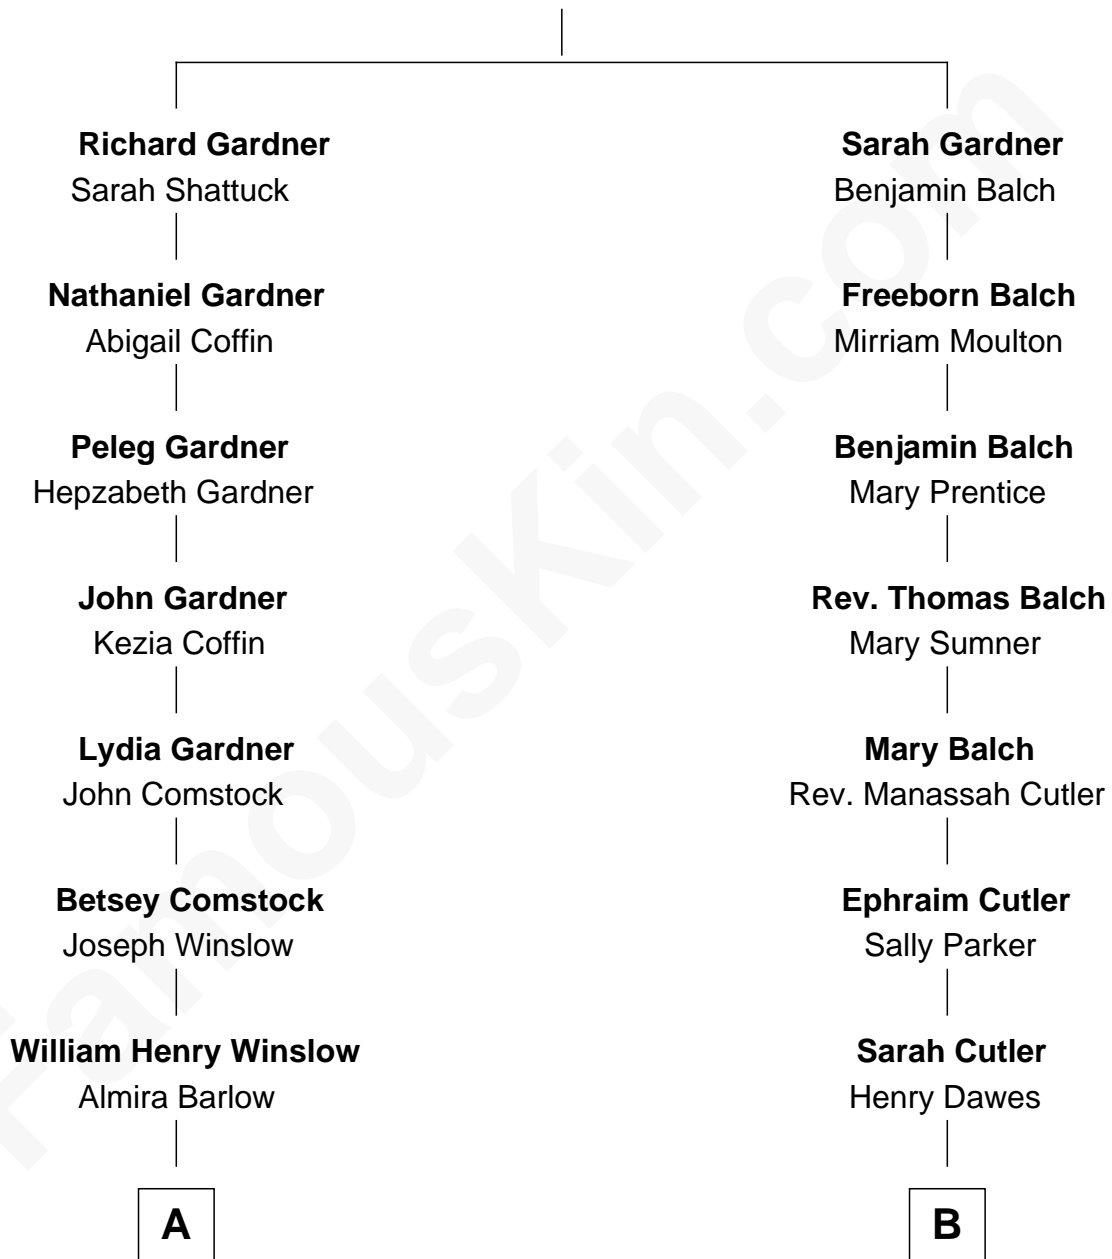 Richard Gardner
Sarah Shattuck
Nathaniel Gardner
Abigail Coffin
Peleg Gardner
Hepzabeth Gardner
John Gardner
Kezia Coffin
Lydia Gardner
John Comstock
Betsey Comstock
Joseph Winslow
William Henry Winslow
Almira Barlow
A
Sarah Gardner
Benjamin Balch
Freeborn Balch
Mirriam Moulton
Benjamin Balch
Mary Prentice
Rev. Thomas Balch
Mary Sumner
Mary Balch
Rev. Manassah Cutler
Ephraim Cutler
Sally Parker
Sarah Cutler
Henry Dawes
B
FamousKin.com